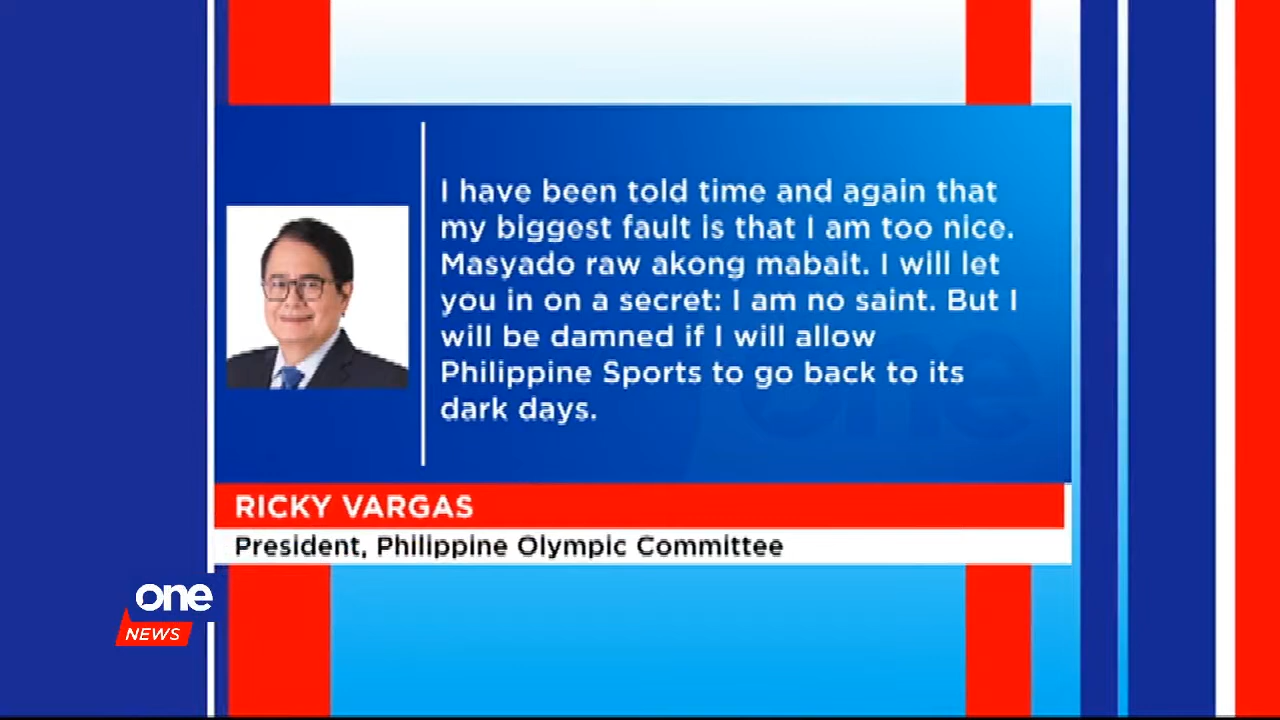 I have been told time and again that
my biggest fault is that I am too nice.
Masyado raw akong mabait. I will let
you in on a secret: I am no saint. But I
will be damned if I will allow
Philippine Sports to go back to its
dark days.
RICKY VARGAS
President, Philippine Olympic Committee
one
NEWS